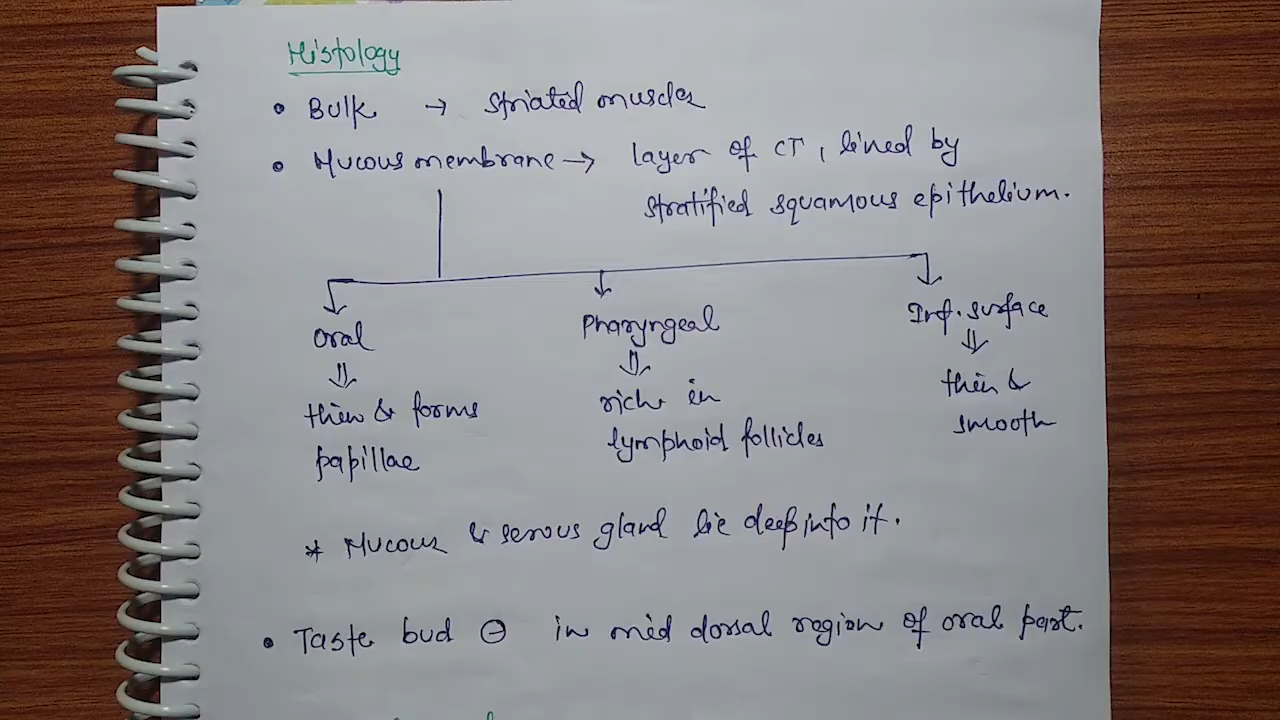 Histology
• Bulk → Striated muscles
• Mucous membrane → layer of CT, lined by
stratified squamous epithelium.
Oral Pharyngeal Inf. surface
⇓ ⇓ ⇓
thin & forms rich in thin &
papillae lymphoid follicles smooth
* Mucous & serous gland lie deep into it.
• Taste bud ⊖ in mid dorsal region of oral part.